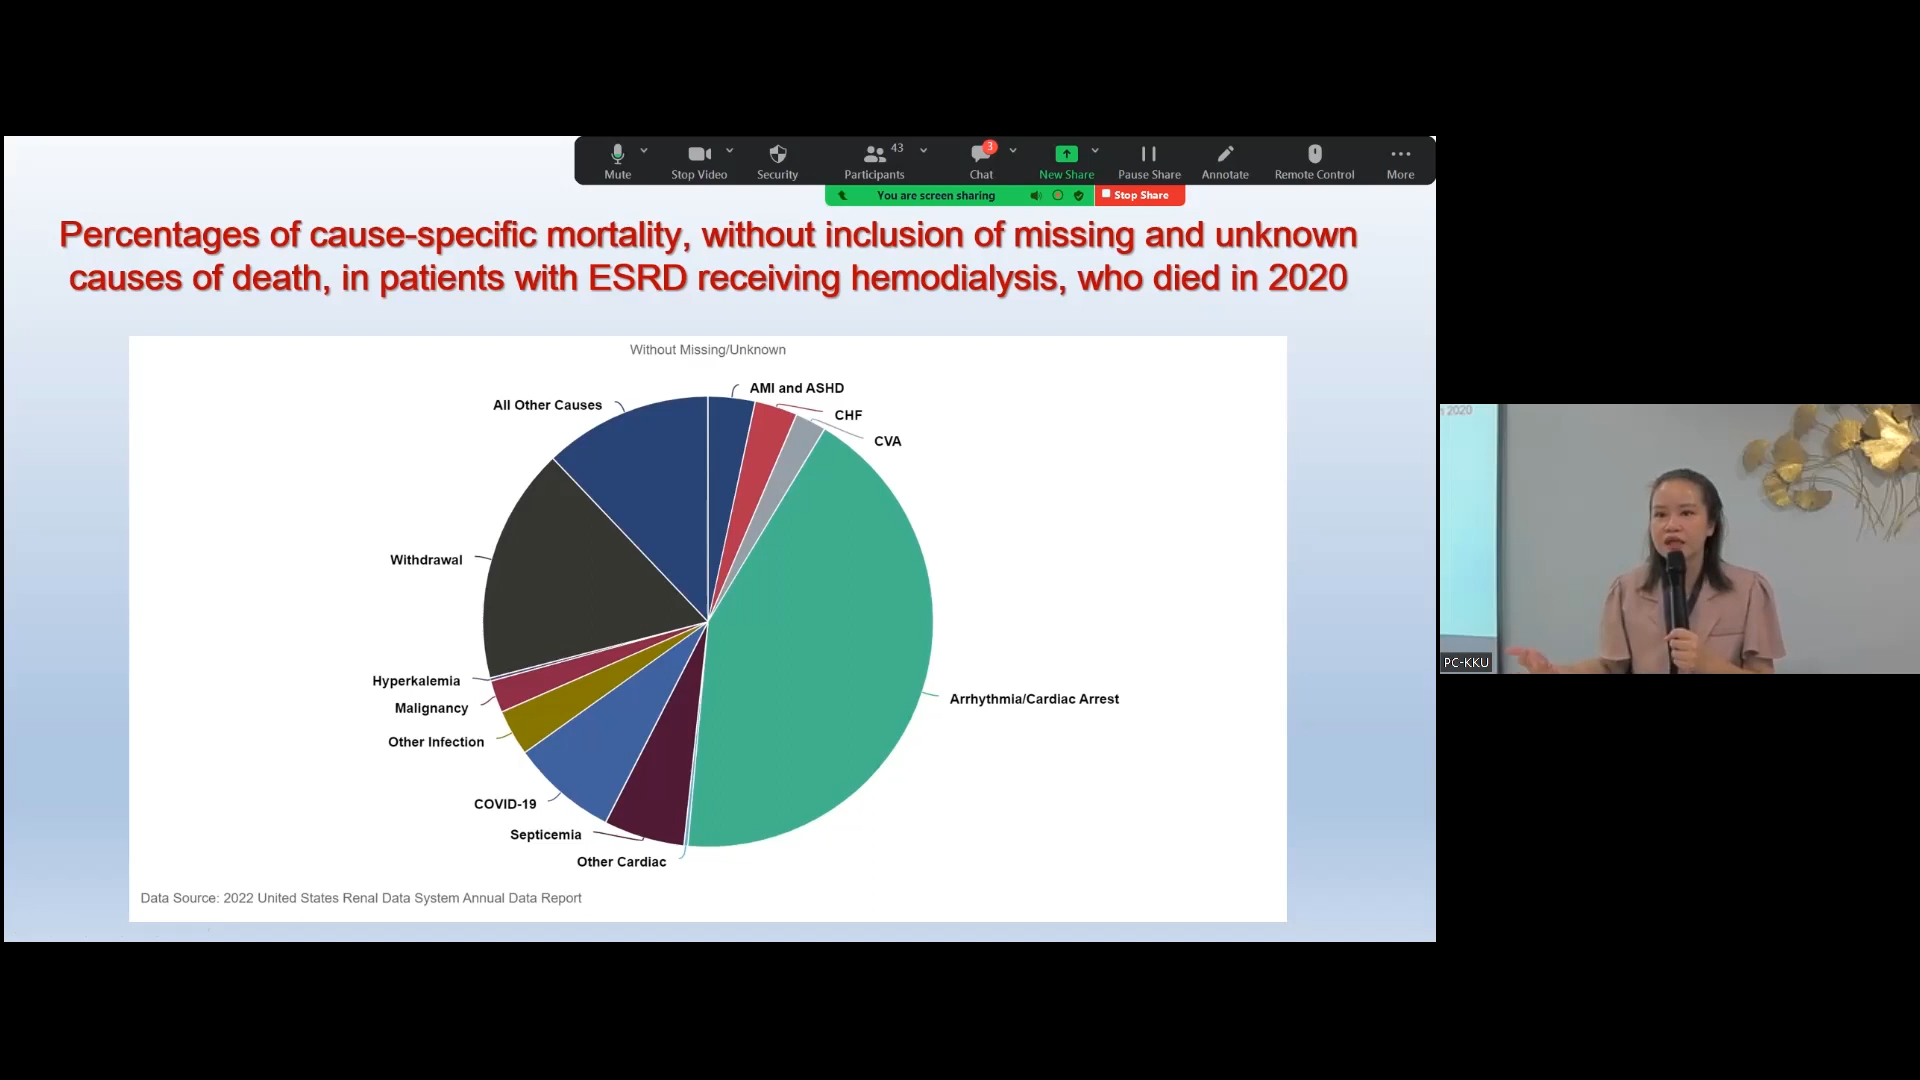 Mute
Stop Video
Security
Participants
43
Chat
3
New Share
Pause Share
Annotate
Remote Control
More
You are screen sharing
Stop Share
Percentages of cause-specific mortality, without inclusion of missing and unknown
causes of death, in patients with ESRD receiving hemodialysis, who died in 2020
Without Missing/Unknown
AMI and ASHD
CHF
CVA
All Other Causes
Withdrawal
Hyperkalemia
Malignancy
Other Infection
COVID-19
Septicemia
Other Cardiac
Arrhythmia/Cardiac Arrest
Data Source: 2022 United States Renal Data System Annual Data Report
2020
PC-KKU